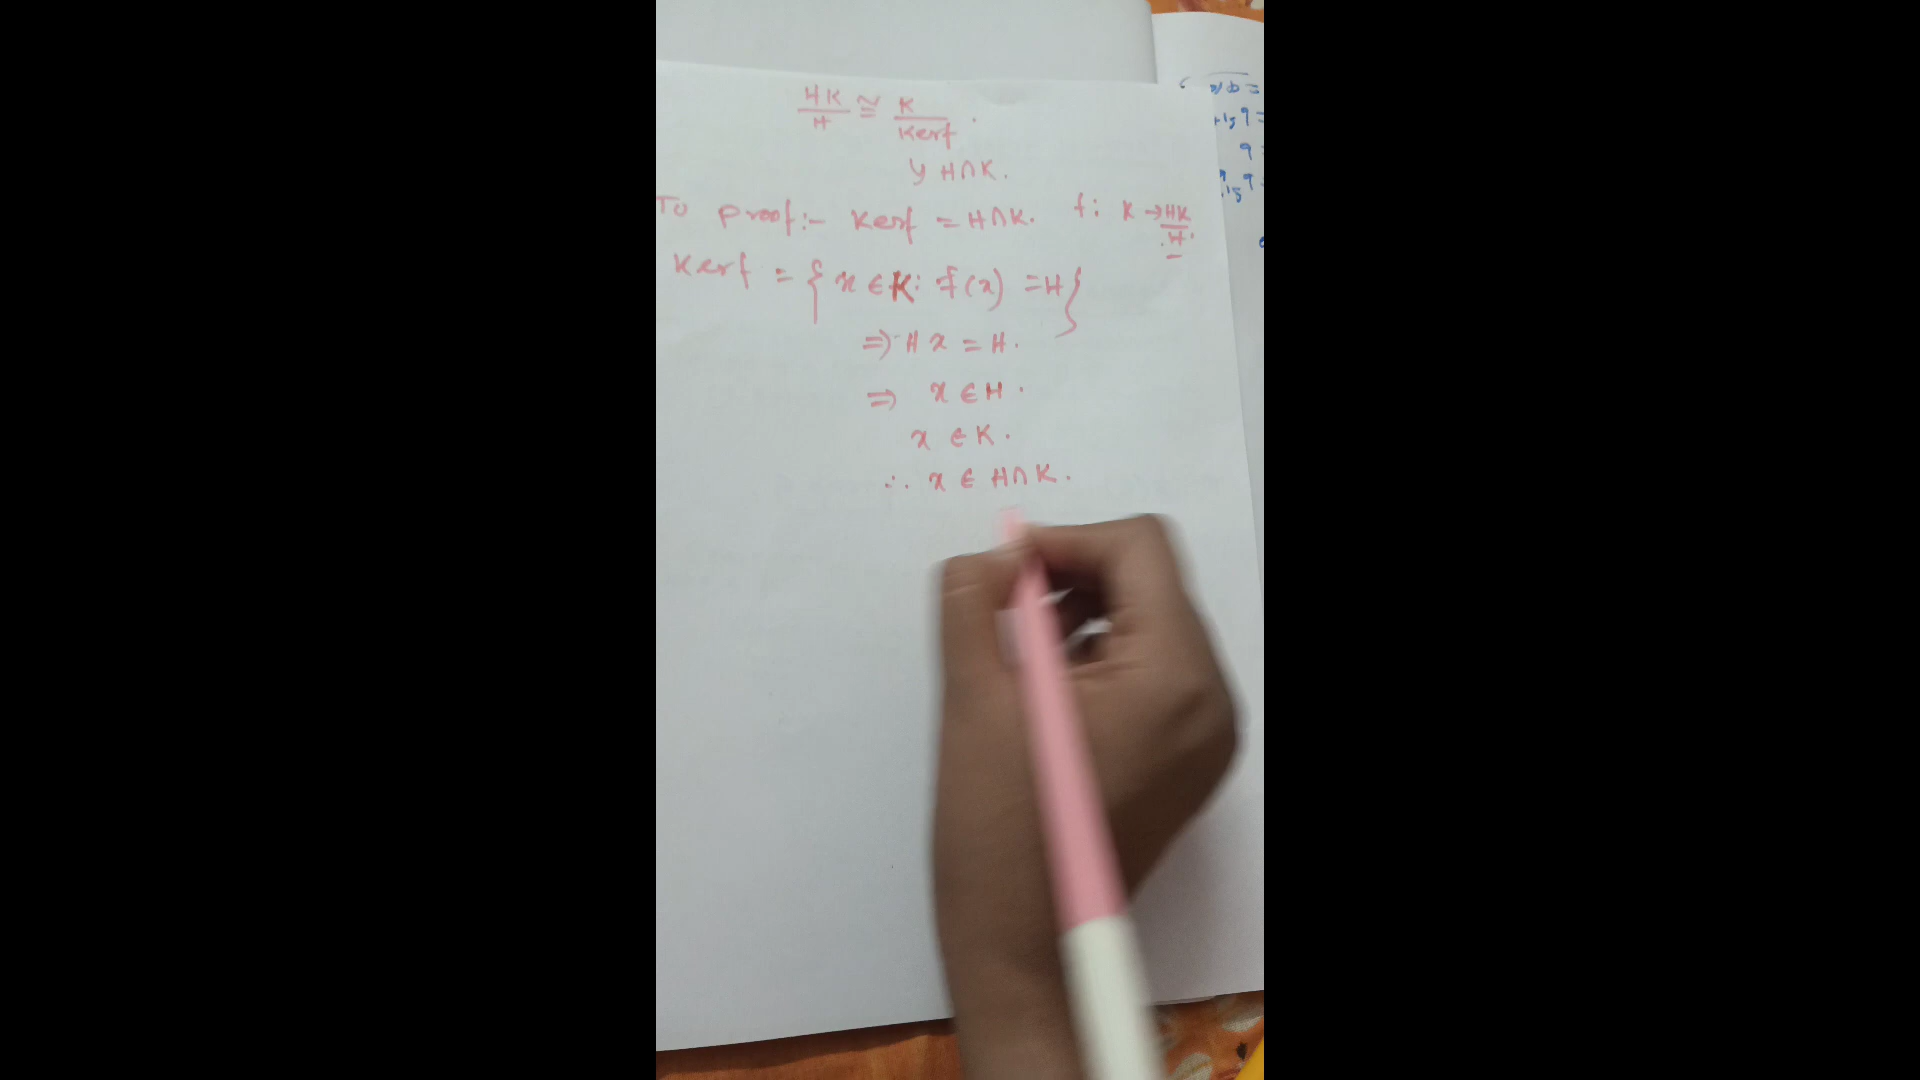 HK/H ≅ K/Kerf .
↳ H∩K.
To proof:- Kerf = H∩K. f: K → HK/H.
Kerf = { x ∈ K: f(x) = H }
⇒ Hx = H.
⇒ x ∈ H.
x ∈ K.
∴ x ∈ H∩K.